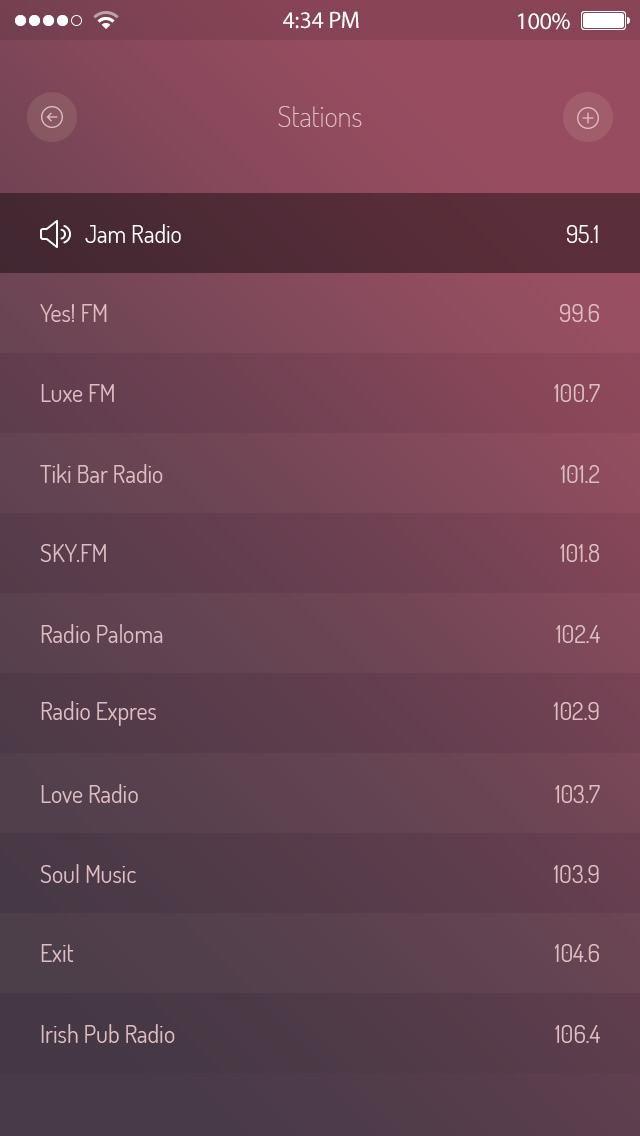 4:34 PM 100%
Stations
Jam Radio 95.1
Yes! FM 99.6
Luxe FM 100.7
Tiki Bar Radio 101.2
SKY.FM 101.8
Radio Paloma 102.4
Radio Expres 102.9
Love Radio 103.7
Soul Music 103.9
Exit 104.6
Irish Pub Radio 106.4